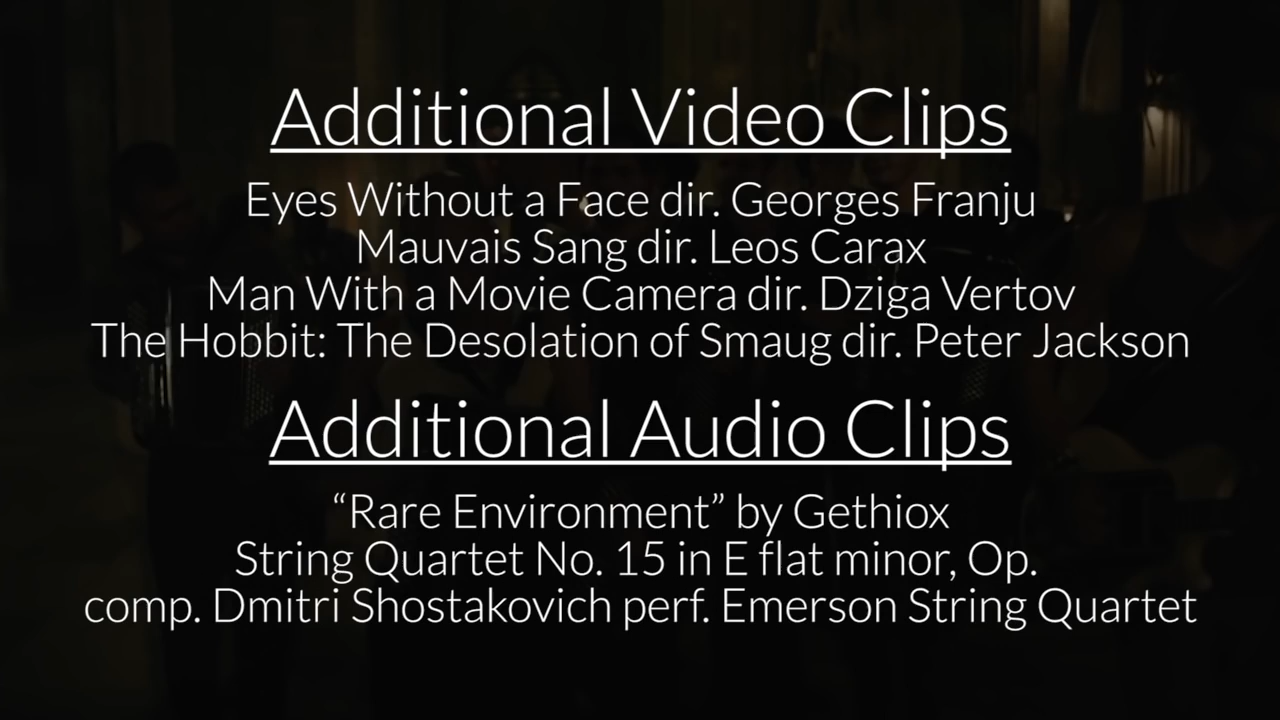 Additional Video Clips
Eyes Without a Face dir. Georges Franju
Mauvais Sang dir. Leos Carax
Man With a Movie Camera dir. Dziga Vertov
The Hobbit: The Desolation of Smaug dir. Peter Jackson
Additional Audio Clips
“Rare Environment” by Gethiox
String Quartet No. 15 in E flat minor, Op.
comp. Dmitri Shostakovich perf. Emerson String Quartet